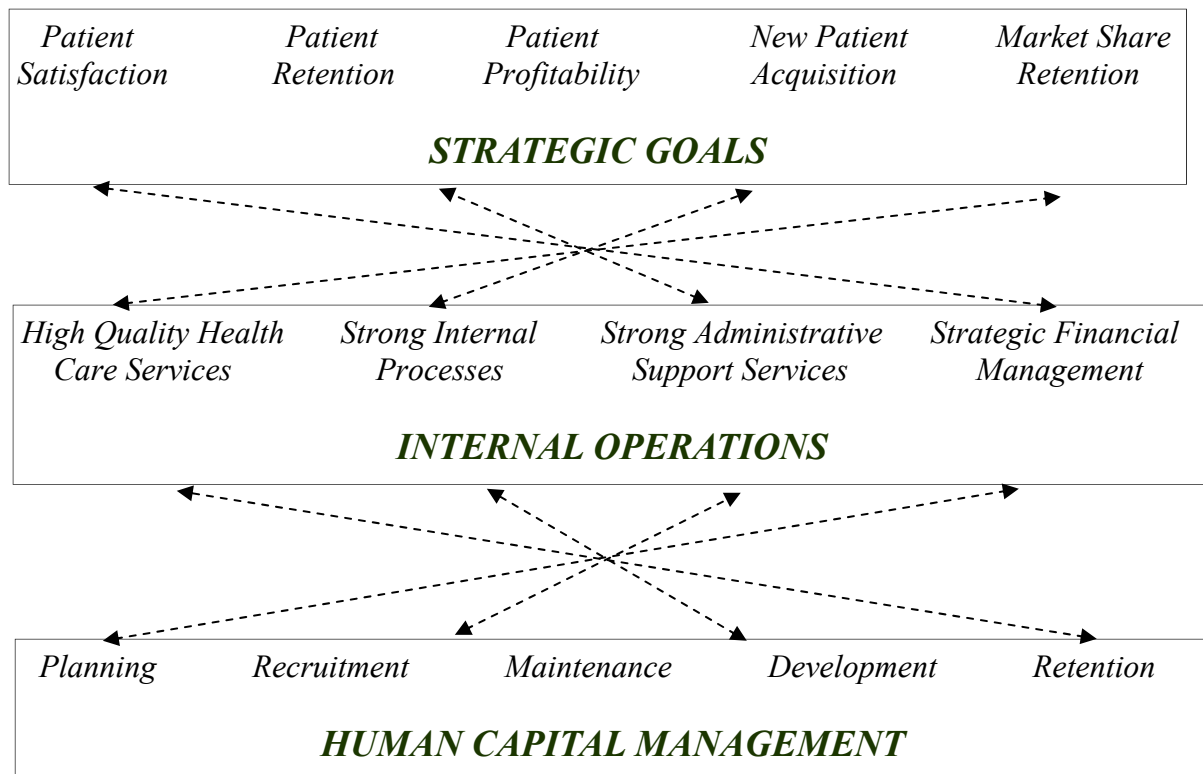 Patient Patient Patient New Patient Market Share
Satisfaction Retention Profitability Acquisition Retention
STRATEGIC GOALS
High Quality Health Strong Internal Strong Administrative Strategic Financial
Care Services Processes Support Services Management
INTERNAL OPERATIONS
Planning Recruitment Maintenance Development Retention
HUMAN CAPITAL MANAGEMENT